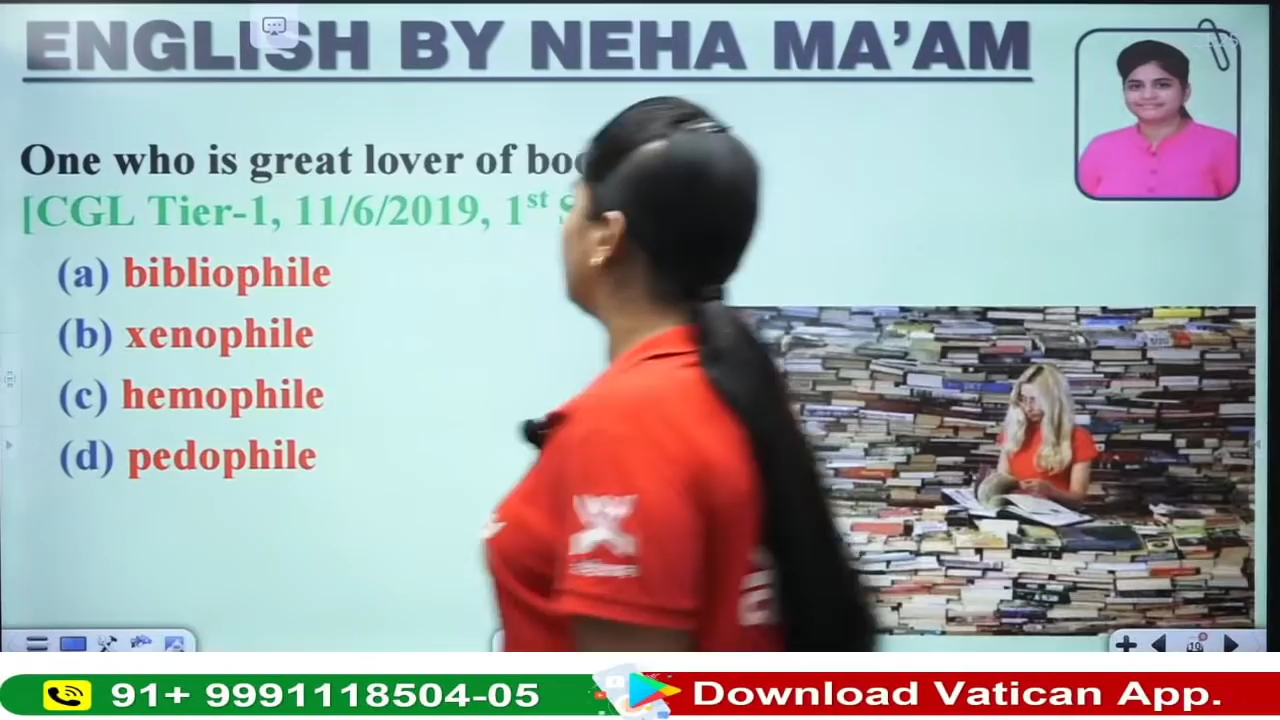 ENGLISH BY NEHA MA’AM
One who is great lover of
[CGL Tier-1, 11/6/2019, 1st
(a) bibliophile
(b) xenophile
(c) hemophile
(d) pedophile
91+ 9991118504-05
Download Vatican App.